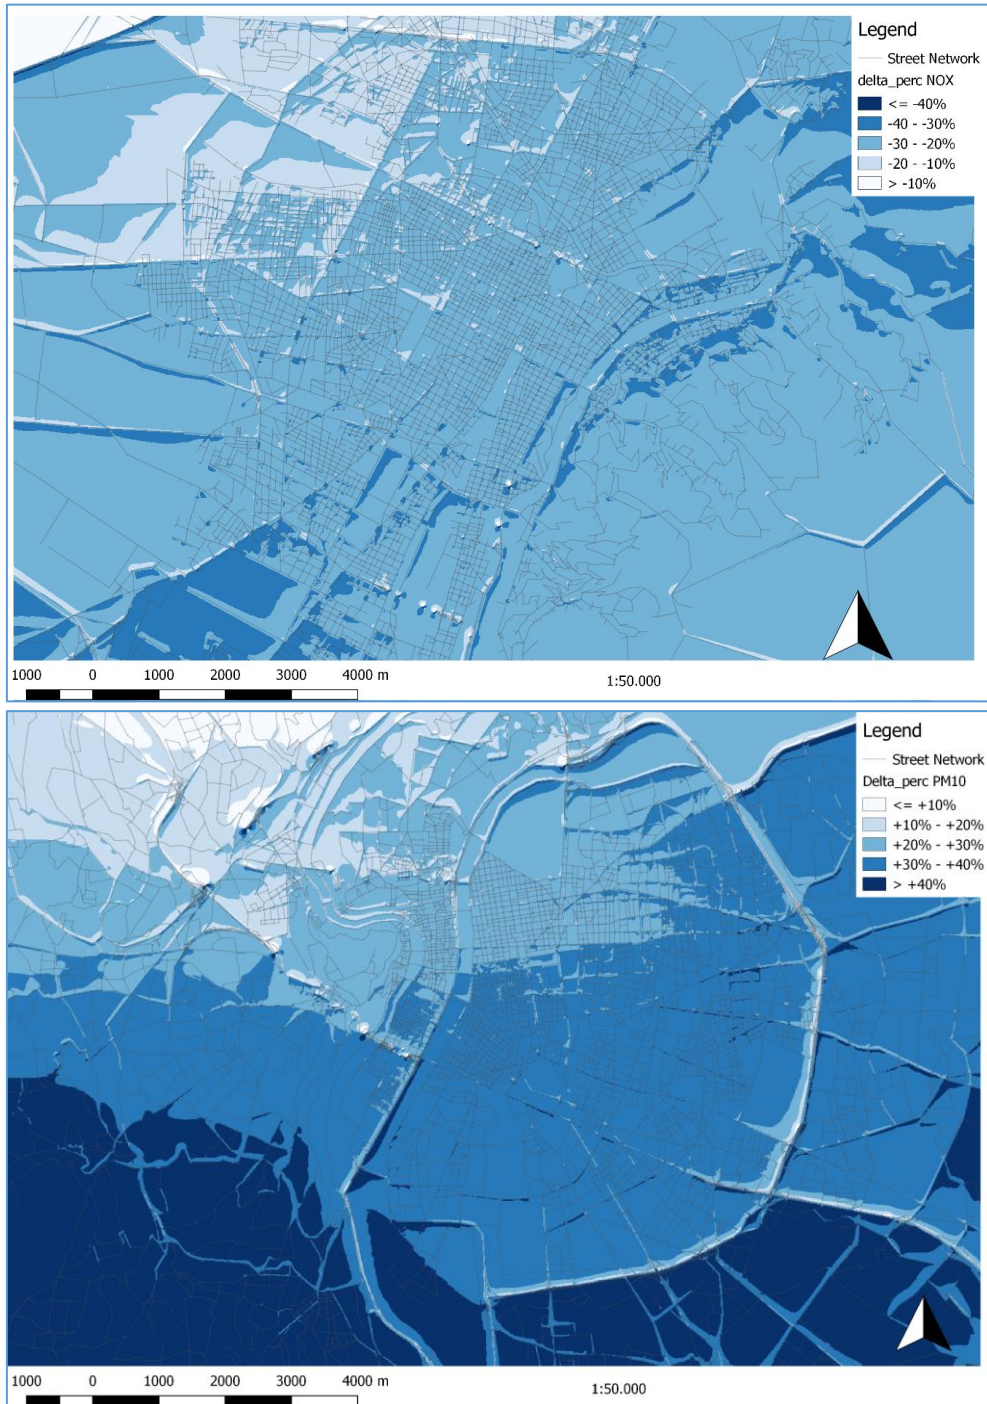 Legend
Street Network
delta_perc NOX
<= -40%
-40 - -30%
-30 - -20%
-20 - -10%
> -10%
1000 0 1000 2000 3000 4000 m
1:50.000
Legend
Street Network
Delta_perc PM10
<= +10%
+10% - +20%
+20% - +30%
+30% - +40%
> +40%
1000 0 1000 2000 3000 4000 m
1:50.000